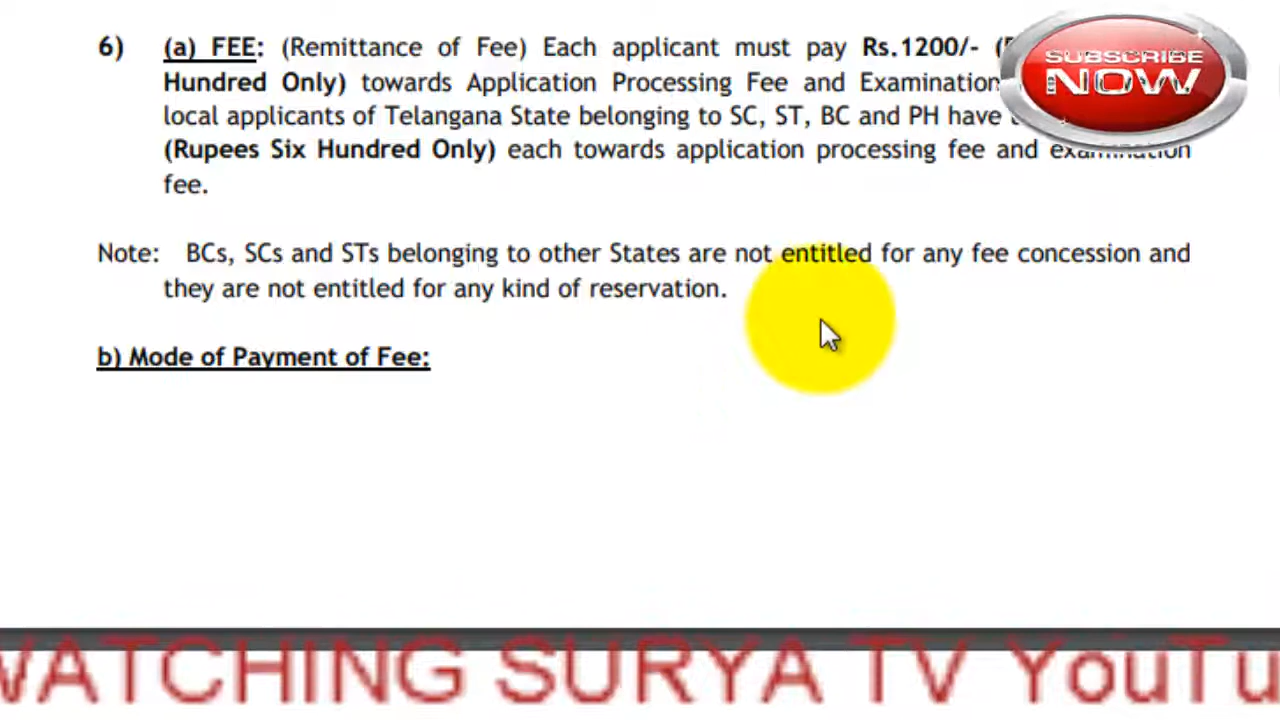 6) (a) FEE: (Remittance of Fee) Each applicant must pay Rs.1200/-
SUBSCRIBE
NOW
Hundred Only) towards Application Processing Fee and Examination
local applicants of Telangana State belonging to SC, ST, BC and PH have
(Rupees Six Hundred Only) each towards application processing fee and examination
fee.
Note: BCs, SCs and STs belonging to other States are not entitled for any fee concession and
they are not entitled for any kind of reservation.
b) Mode of Payment of Fee:
WATCHING SURYA TV YouTu